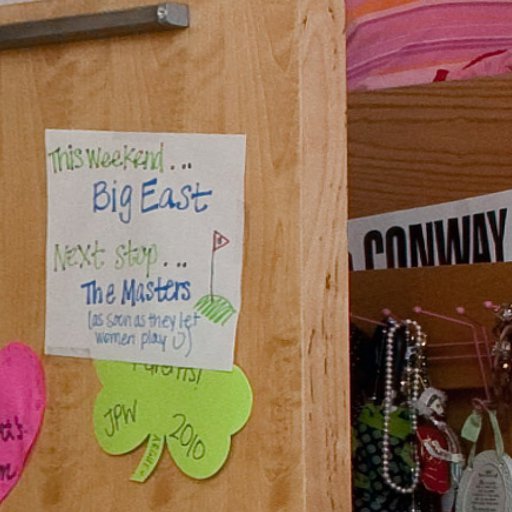 This Weekend...
Big East
Next stop...
The Masters
(as soon as they let
women play :))
Parents!
JPW
2010
CONWAY